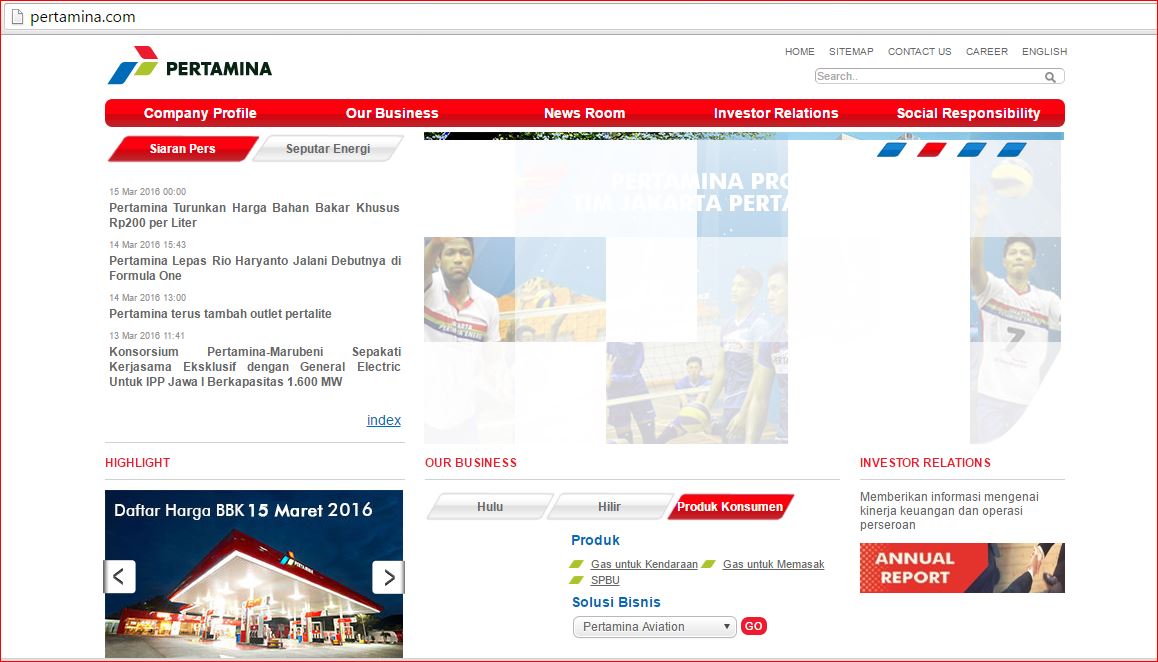 pertamina.com
HOME SITEMAP CONTACT US CAREER ENGLISH
PERTAMINA
Search..
Company Profile Our Business News Room Investor Relations Social Responsibility
Siaran Pers Seputar Energi
15 Mar 2016 00:00
Pertamina Turunkan Harga Bahan Bakar Khusus
Rp200 per Liter
14 Mar 2016 15:43
Pertamina Lepas Rio Haryanto Jalani Debutnya di
Formula One
14 Mar 2016 13:00
Pertamina terus tambah outlet pertalite
13 Mar 2016 11:41
Konsorsium Pertamina-Marubeni Sepakati
Kerjasama Eksklusif dengan General Electric
Untuk IPP Jawa I Berkapasitas 1.600 MW
index
PERTAMINA PRO
TIM JAKARTA PERTA
7
HIGHLIGHT
Daftar Harga BBK 15 Maret 2016
OUR BUSINESS
Hulu Hilir Produk Konsumen
Produk
Gas untuk Kendaraan Gas untuk Memasak
SPBU
Solusi Bisnis
Pertamina Aviation GO
INVESTOR RELATIONS
Memberikan informasi mengenai
kinerja keuangan dan operasi
perseroan
ANNUAL
REPORT